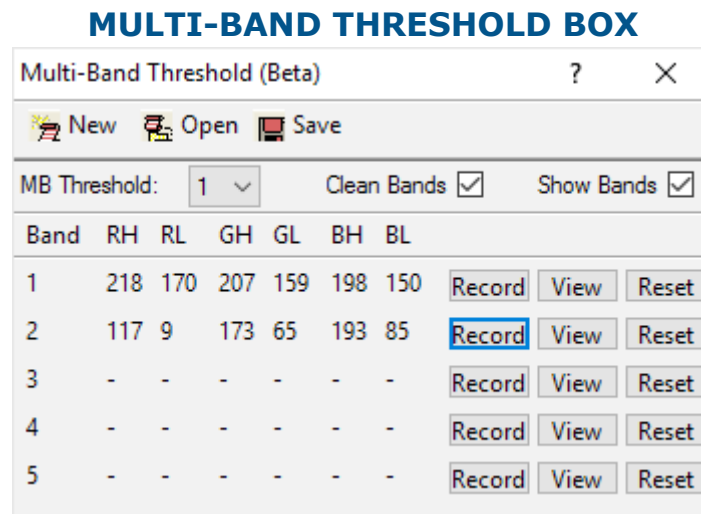 MULTI-BAND THRESHOLD BOX
Multi-Band Threshold (Beta) ?
New Open Save
MB Threshold: 1 Clean Bands Show Bands
Band RH RL GH GL BH BL
1 218 170 207 159 198 150 Record View Reset
2 117 9 173 65 193 85 Record View Reset
3 - - - - - - Record View Reset
4 - - - - - - Record View Reset
5 - - - - - - Record View Reset